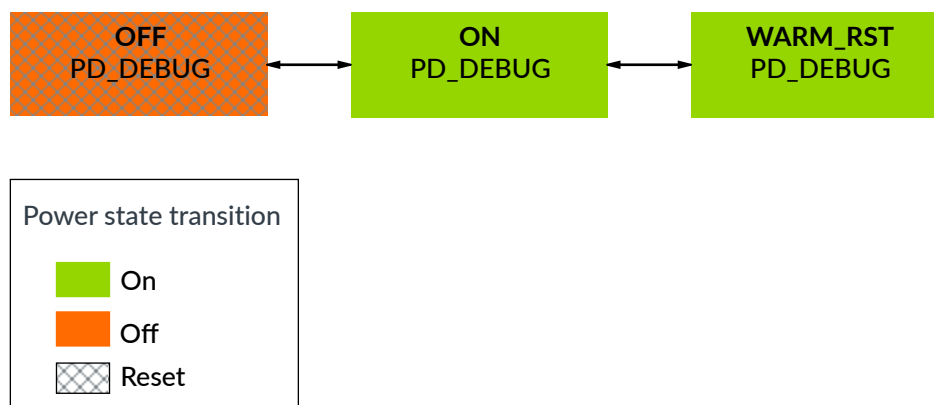 OFF
PD_DEBUG
ON
PD_DEBUG
WARM_RST
PD_DEBUG
Power state transition
On
Off
Reset